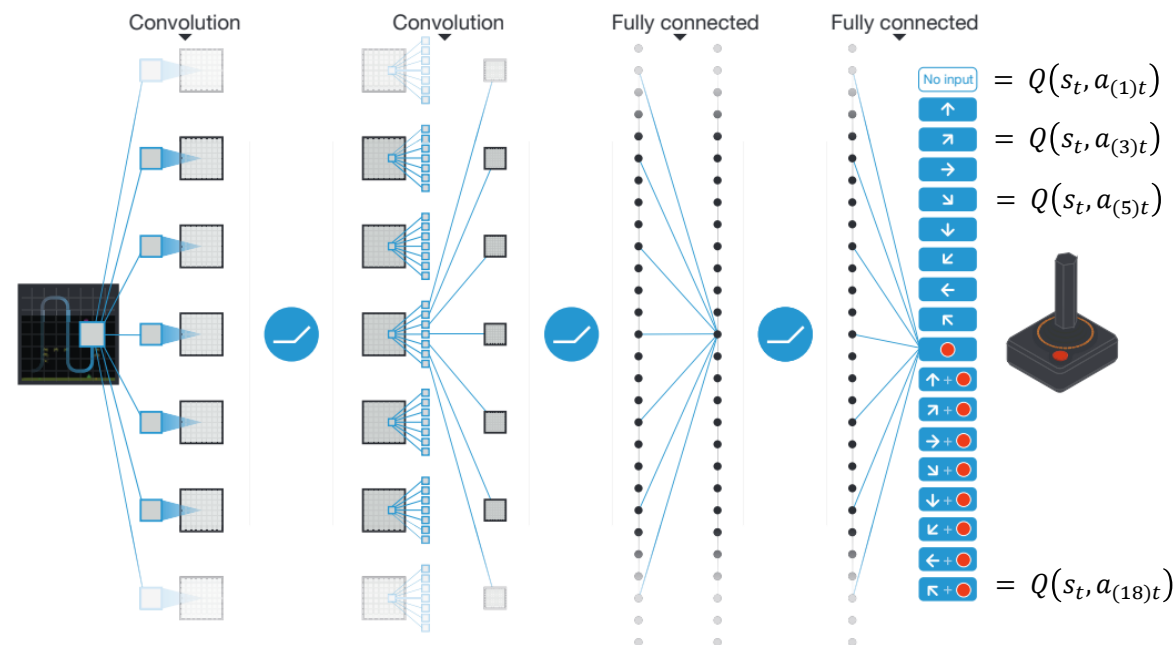 Convolution
Convolution
Fully connected
Fully connected
No input = Q(s_t, a_{(1)t})
= Q(s_t, a_{(3)t})
= Q(s_t, a_{(5)t})
= Q(s_t, a_{(18)t})